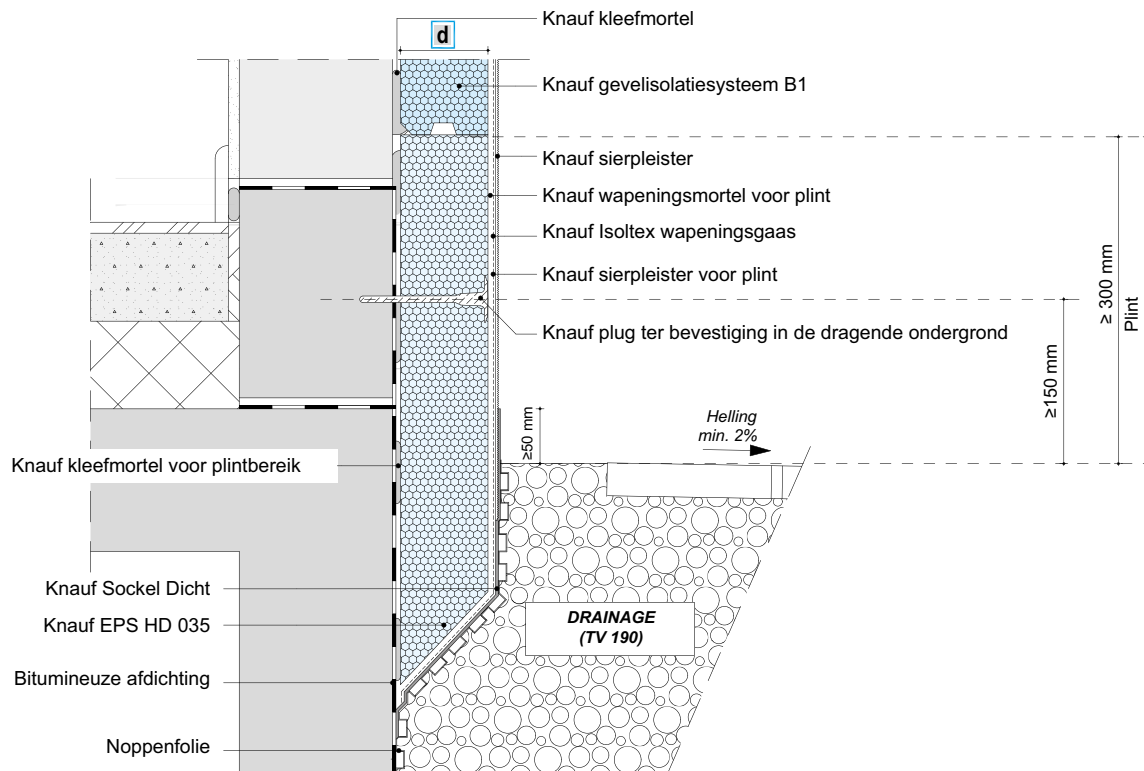 Knauf kleefmortel
d
Knauf gevelisolatiesysteem B1
Knauf sierpleister
Knauf wapeningsmortel voor plint
Knauf Isoltex wapeningsgaas
Knauf sierpleister voor plint
Knauf plug ter bevestiging in de dragende ondergrond
≥ 300 mm
Plint
≥150 mm
≥50 mm
Helling
min. 2%
Knauf kleefmortel voor plintbereik
Knauf Sockel Dicht
Knauf EPS HD 035
Bitumineuze afdichting
Noppenfolie
DRAINAGE
(TV 190)